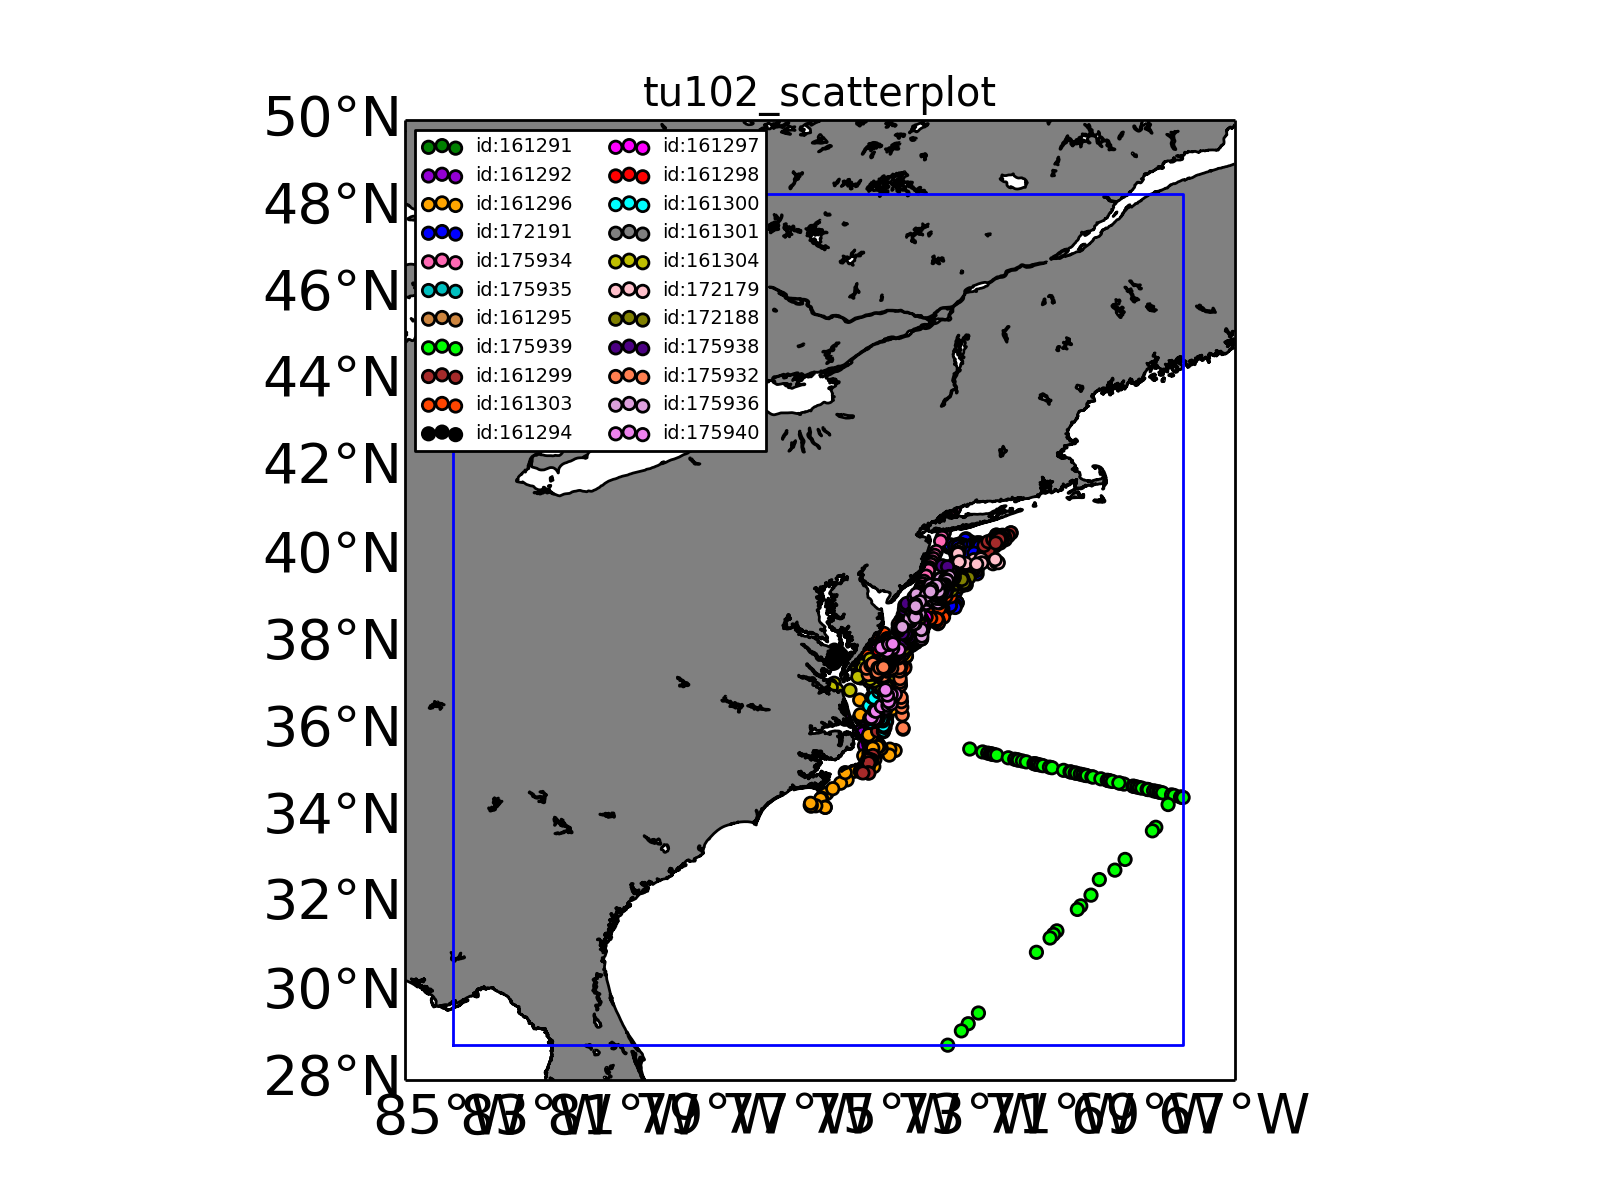 tu102_scatterplot
50°N
48°N
46°N
44°N
42°N
40°N
38°N
36°N
34°N
32°N
30°N
28°N
id:161291 id:161297
id:161292 id:161298
id:161296 id:161300
id:172191 id:161301
id:175934 id:161304
id:175935 id:172179
id:161295 id:172188
id:175939 id:175938
id:161299 id:175932
id:161303 id:175936
id:161294 id:175940
85°W 83°W 81°W 79°W 77°W 75°W 73°W 71°W 69°W 67°W